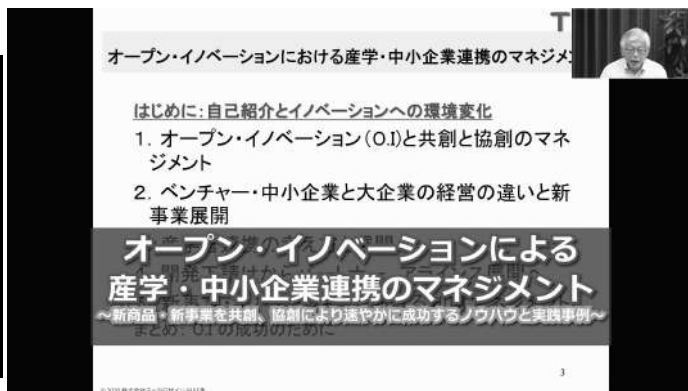 T
オープン・イノベーションにおける産学・中小企業連携のマネジメ
はじめに：自己紹介とイノベーションへの環境変化
1．オープン・イノベーション（O.I）と共創と協創のマネ
ジメント
2．ベンチャー・中小企業と大企業の経営の違いと新
事業展開
オープン・イノベーションによる
産学・中小企業連携のマネジメント
～新商品・新事業を共創、協創により速やかに成功するノウハウと実践事例～
まとめ：O.Iの成功のために
3